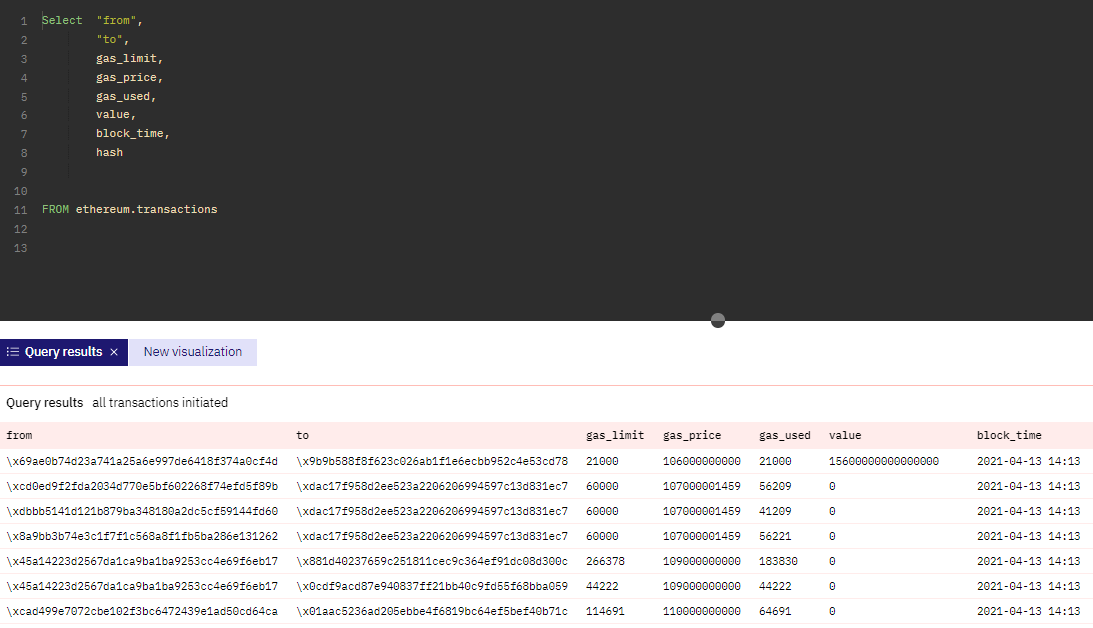 1 Select "from",
2 "to",
3 gas_limit,
4 gas_price,
5 gas_used,
6 value,
7 block_time,
8 hash
9
10
11 FROM ethereum.transactions
12
13
Query results × New visualization
Query results all transactions initiated
from to gas_limit gas_price gas_used value block_time
\x69ae0b74d23a741a25a6e997de6418f374a0cf4d \x9b9b588f8f623c026ab1f1e6ecbb952c4e53cd78 21000 106000000000 21000 15600000000000000 2021-04-13 14:13
\xcd0ed9f2fda2034d770e5bf602268f74efd5f89b \xdac17f958d2ee523a2206206994597c13d831ec7 60000 107000001459 56209 0 2021-04-13 14:13
\xdbbb5141d121b879ba348180a2dc5cf59144fd60 \xdac17f958d2ee523a2206206994597c13d831ec7 60000 107000001459 41209 0 2021-04-13 14:13
\x8a9bb3b74e3c1f7f1c568a8f1fb5ba286e131262 \xdac17f958d2ee523a2206206994597c13d831ec7 60000 107000001459 56221 0 2021-04-13 14:13
\x45a14223d2567da1ca9ba1ba9253cc4e69f6eb17 \x881d40237659c251811cec9c364ef91dc08d300c 266378 109000000000 183830 0 2021-04-13 14:13
\x45a14223d2567da1ca9ba1ba9253cc4e69f6eb17 \x0cdf9acd87e940837ff21bb40c9fd55f68bba059 44222 109000000000 44222 0 2021-04-13 14:13
\xcad499e7072cbe102f3bc6472439e1ad50cd64ca \x01aac5236ad205ebbe4f6819bc64ef5bef40b71c 114691 110000000000 64691 0 2021-04-13 14:13